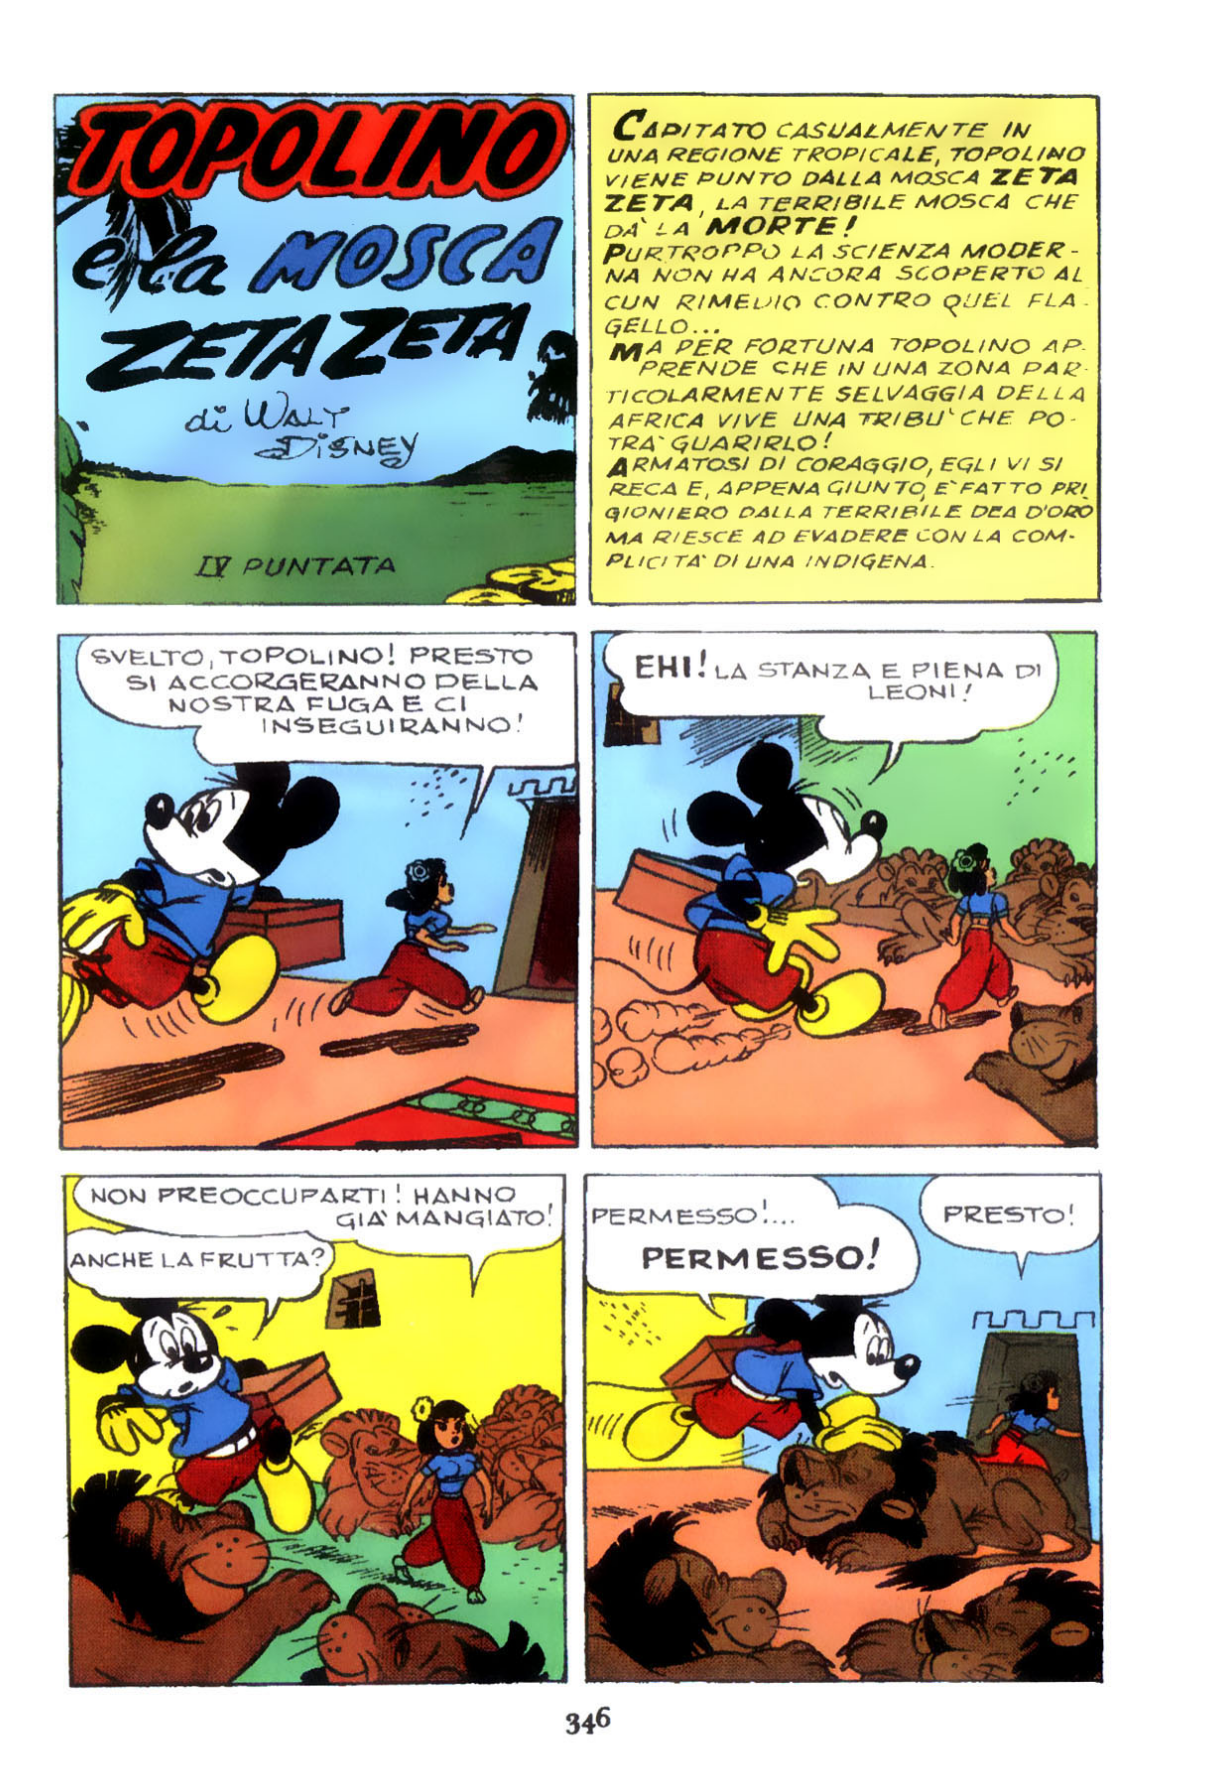 TOPOLINO
e la MOSCA
ZETA ZETA
di WALT
DISNEY
IV PUNTATA
CAPITATO CASUALMENTE IN
UNA REGIONE TROPICALE, TOPOLINO
VIENE PUNTO DALLA MOSCA ZETA
ZETA, LA TERRIBILE MOSCA CHE
DA' LA MORTE!
PURTROPPO LA SCIENZA MODER-
NA NON HA ANCORA SCOPERTO AL
CUN RIMEDIO CONTRO QUEL FLA-
GELLO...
MA PER FORTUNA TOPOLINO AP-
PRENDE CHE IN UNA ZONA PAR-
TICOLARMENTE SELVAGGIA DELLA
AFRICA VIVE UNA TRIBU' CHE PO-
TRA' GUARIRLO!
ARMATOSI DI CORAGGIO, EGLI VI SI
RECA E, APPENA GIUNTO, E' FATTO PRI
GIONIERO DALLA TERRIBILE DEA D'ORO
MA RIESCE AD EVADERE CON LA COM-
PLICITA' DI UNA INDIGENA.
SVELTO, TOPOLINO! PRESTO
SI ACCORGERANNO DELLA
NOSTRA FUGA E CI
INSEGUIRANNO!
EHI! LA STANZA E PIENA DI
LEONI!
NON PREOCCUPARTI! HANNO
GIA' MANGIATO!
ANCHE LA FRUTTA?
PERMESSO!...
PERMESSO!
PRESTO!
346